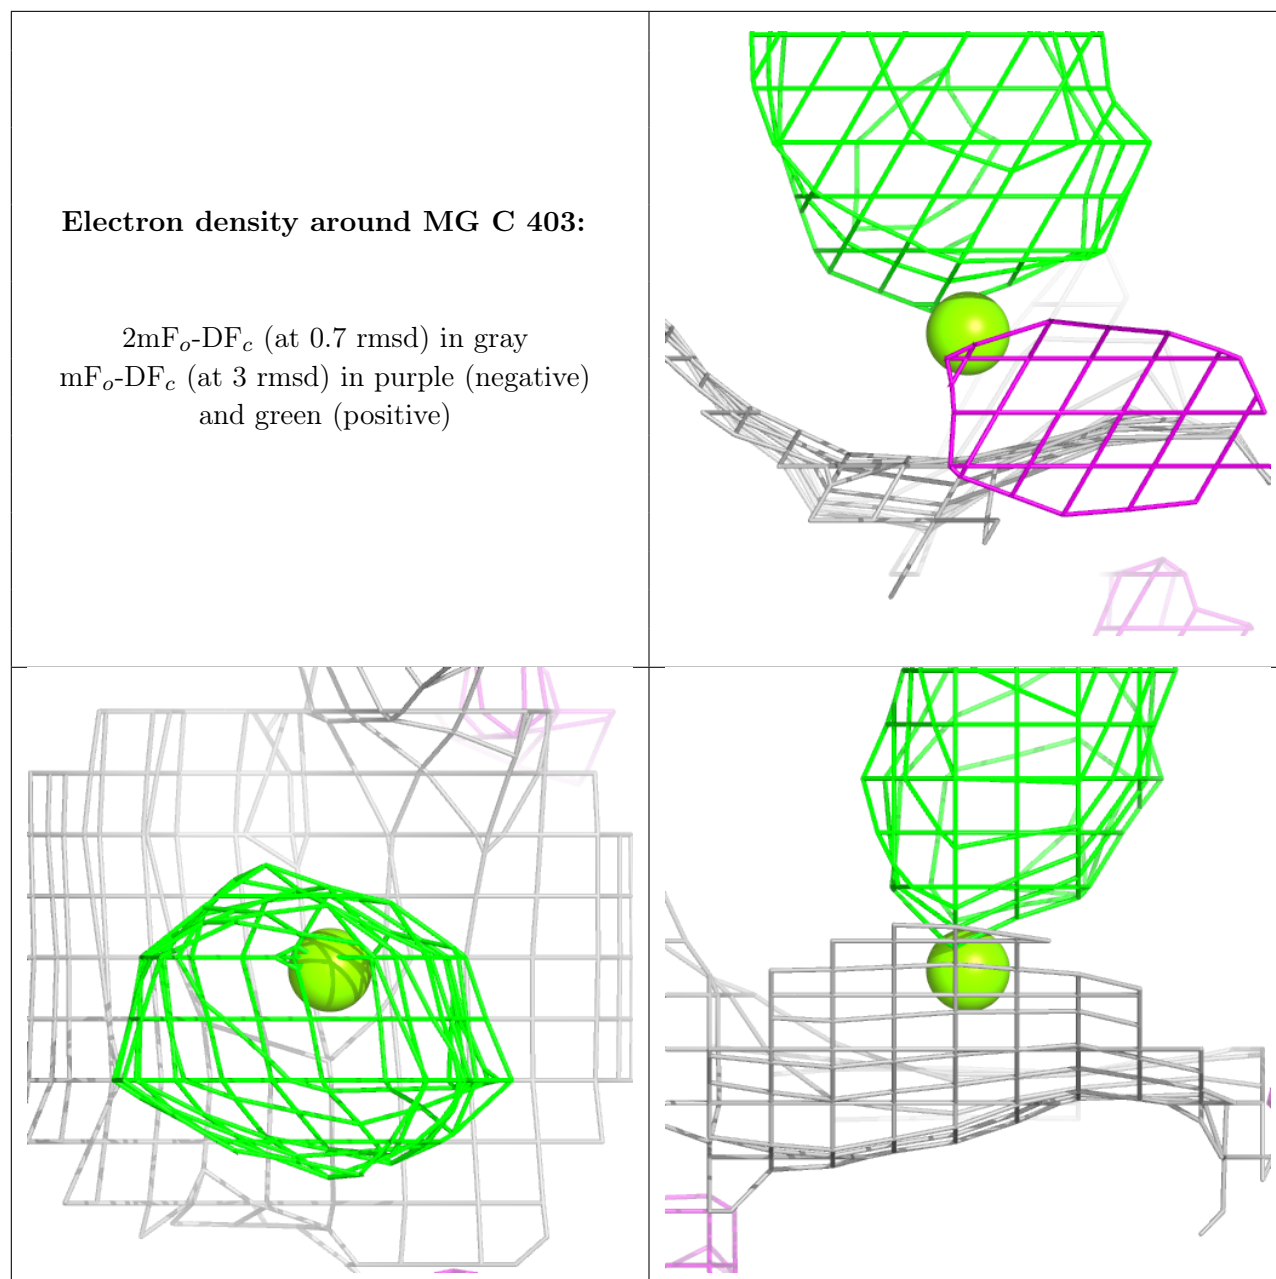 Electron density around MG C 403:
2mFo-DFc (at 0.7 rmsd) in gray
mFo-DFc (at 3 rmsd) in purple (negative)
and green (positive)